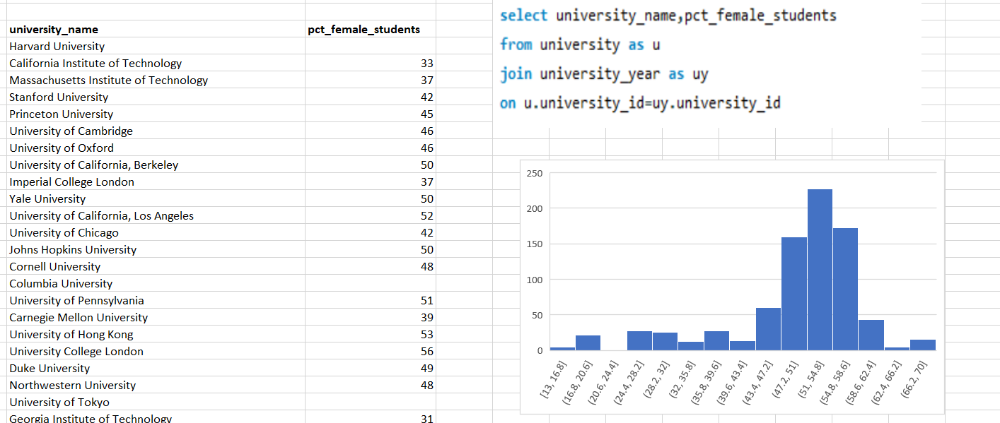 university_name pct_female_students
Harvard University
California Institute of Technology 33
Massachusetts Institute of Technology 37
Stanford University 42
Princeton University 45
University of Cambridge 46
University of Oxford 46
University of California, Berkeley 50
Imperial College London 37
Yale University 50
University of California, Los Angeles 52
University of Chicago 42
Johns Hopkins University 50
Cornell University 48
Columbia University
University of Pennsylvania 51
Carnegie Mellon University 39
University of Hong Kong 53
University College London 56
Duke University 49
Northwestern University 48
University of Tokyo
Georgia Institute of Technology 31
select university_name,pct_female_students
from university as u
join university_year as uy
on u.university_id=uy.university_id
250
200
150
100
50
0
[13, 16.8]
(16.8, 20.6]
(20.6, 24.4]
(24.4, 28.2]
(28.2, 32]
(32, 35.8]
(35.8, 39.6]
(39.6, 43.4]
(43.4, 47.2]
(47.2, 51]
(51, 54.8]
(54.8, 58.6]
(58.6, 62.4]
(62.4, 66.2]
(66.2, 70]